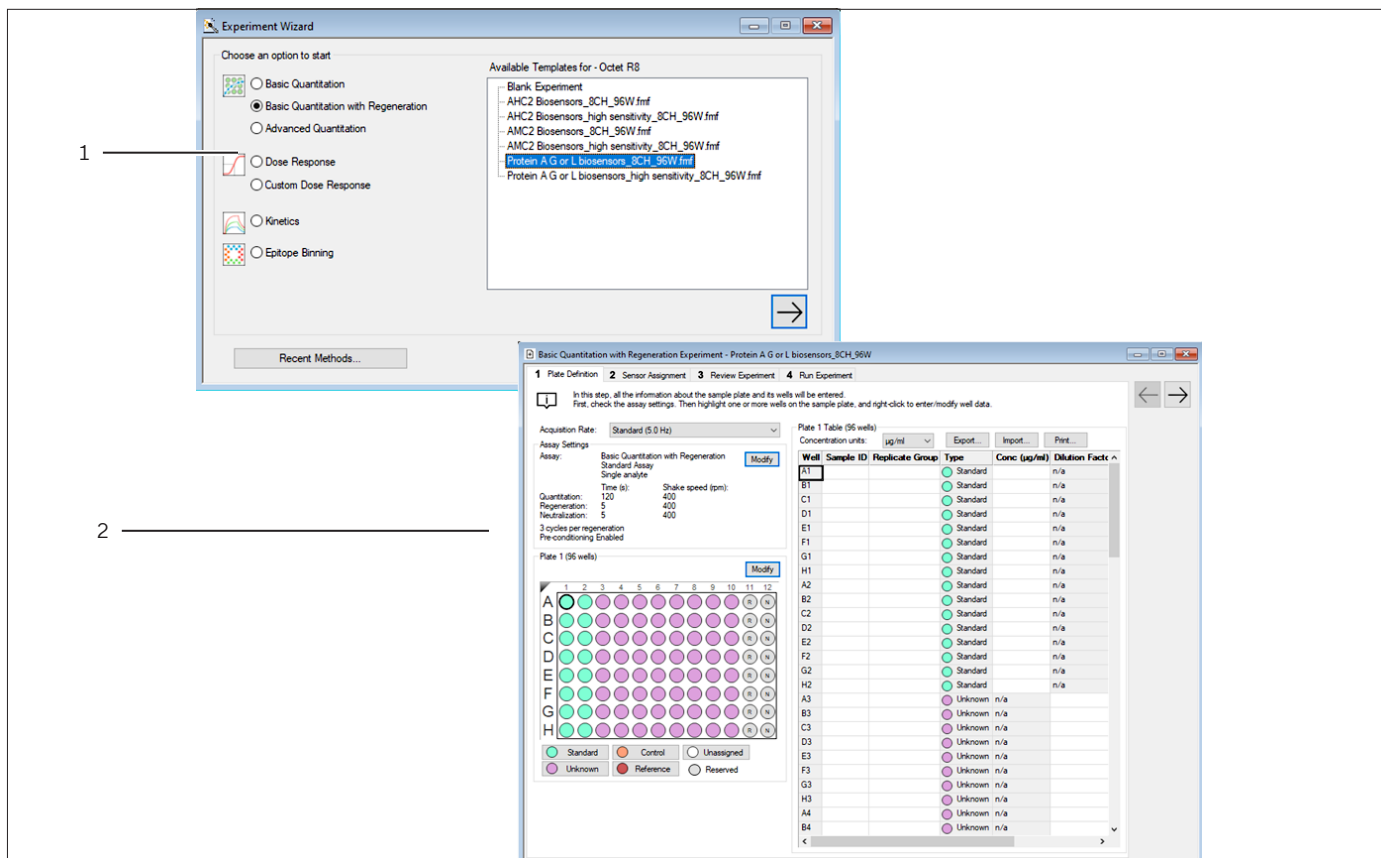 Experiment Wizard
Choose an option to start
Basic Quantitation
Basic Quantitation with Regeneration
Advanced Quantitation
1
Dose Response
Custom Dose Response
Kinetics
Epitope Binning
Available Templates for - Octet R8
Blank Experiment
AHC2 Biosensors_8CH_96W.fmf
AHC2 Biosensors_high sensitivity_8CH_96W.fmf
AMC2 Biosensors_8CH_96W.fmf
AMC2 Biosensors_high sensitivity_8CH_96W.fmf
Protein A G or L biosensors_8CH_96W.fmf
Protein A G or L biosensors_high sensitivity_8CH_96W.fmf
Recent Methods...
Basic Quantitation with Regeneration Experiment - Protein A G or L biosensors_8CH_96W
1 Plate Definition 2 Sensor Assignment 3 Review Experiment 4 Run Experiment
In this step, all the information about the sample plate and its wells will be entered.
First, check the assay settings. Then highlight one or more wells on the sample plate, and right-click to enter/modify well data.
Acquisition Rate: Standard (5.0 Hz)
Assay Settings
Assay: Basic Quantitation with Regeneration Modify
Standard Assay
Single analyte
Time (s): Shake speed (rpm):
Quantitation: 120 400
Regeneration: 5 400
Neutralization: 5 400
3 cycles per regeneration
Pre-conditioning Enabled
2
Plate 1 (96 wells)
Modify
1 2 3 4 5 6 7 8 9 10 11 12
A R N
B R N
C R N
D R N
E R N
F R N
G R N
H R N
Standard Control Unassigned
Unknown Reference Reserved
Plate 1 Table (96 wells)
Concentration units: µg/ml Export... Import... Print...
Well Sample ID Replicate Group Type Conc (µg/ml) Dilution Factc
A1 Standard n/a
B1 Standard n/a
C1 Standard n/a
D1 Standard n/a
E1 Standard n/a
F1 Standard n/a
G1 Standard n/a
H1 Standard n/a
A2 Standard n/a
B2 Standard n/a
C2 Standard n/a
D2 Standard n/a
E2 Standard n/a
F2 Standard n/a
G2 Standard n/a
H2 Standard n/a
A3 Unknown n/a
B3 Unknown n/a
C3 Unknown n/a
D3 Unknown n/a
E3 Unknown n/a
F3 Unknown n/a
G3 Unknown n/a
H3 Unknown n/a
A4 Unknown n/a
B4 Unknown n/a